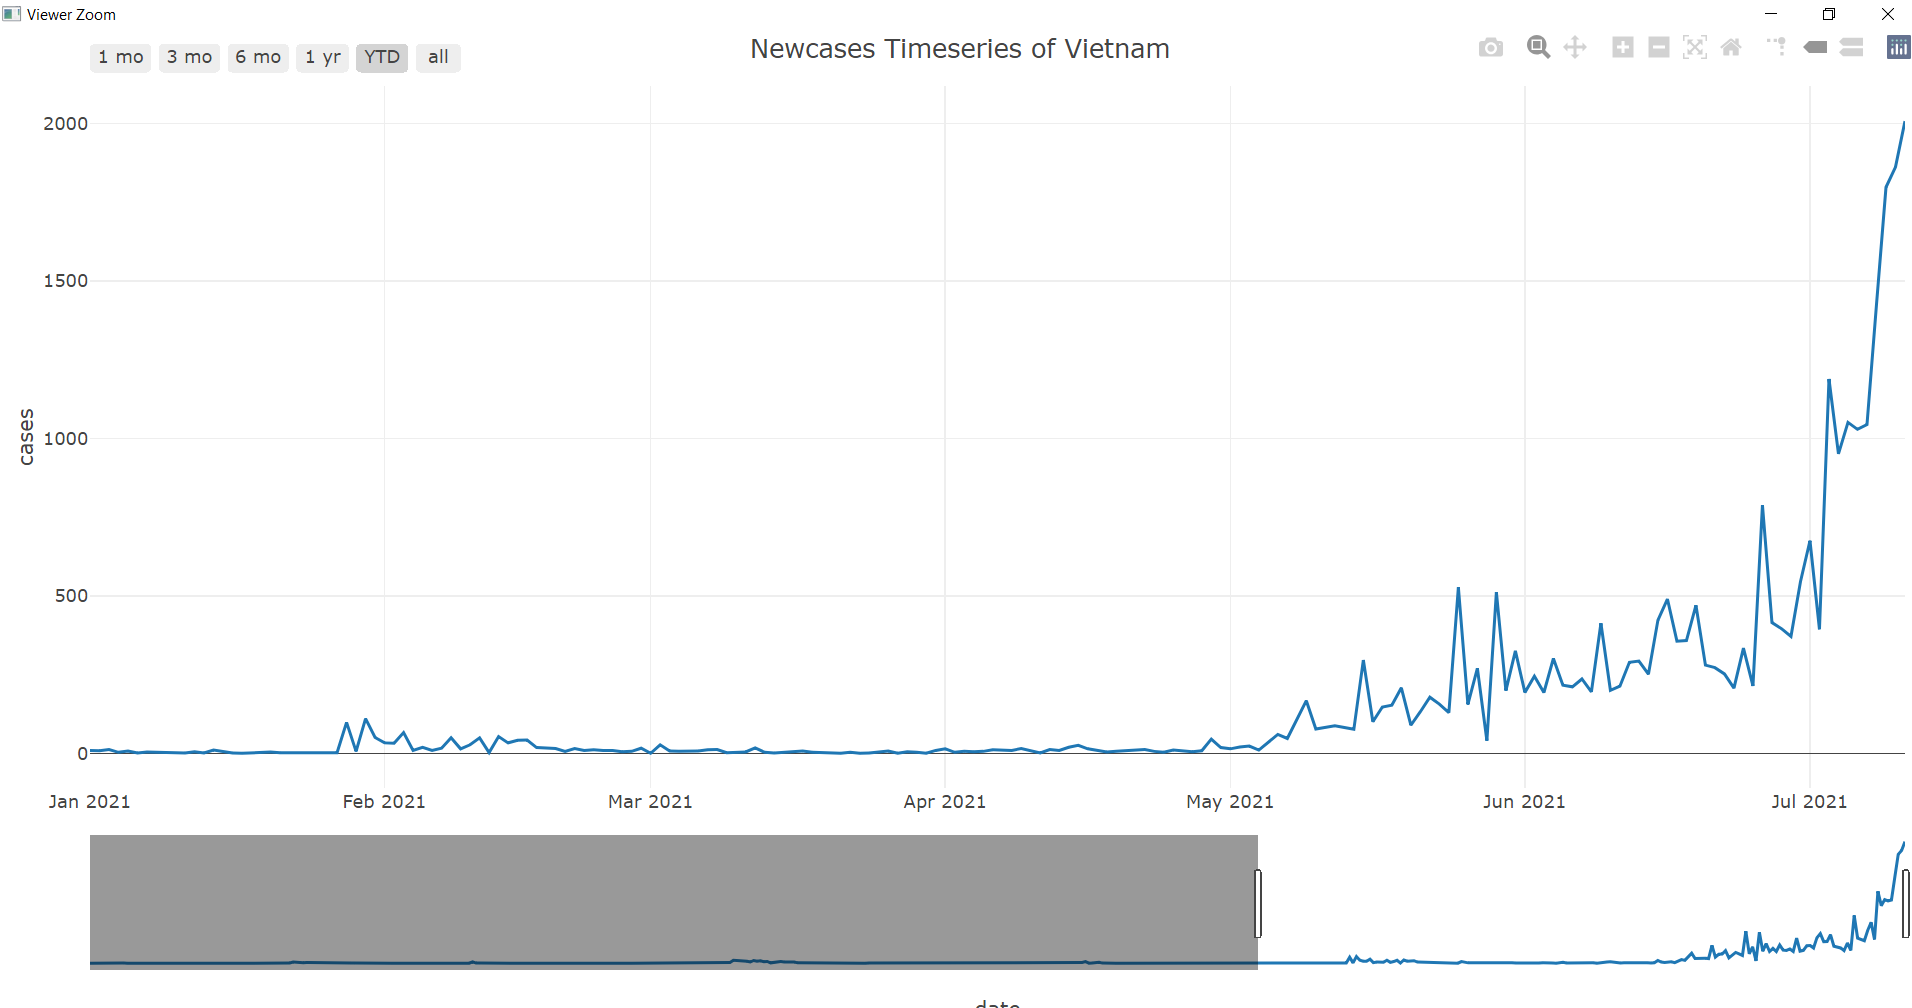 Viewer Zoom
1 mo 3 mo 6 mo 1 yr YTD all
Newcases Timeseries of Vietnam
2000
1500
1000
500
0
cases
Jan 2021 Feb 2021 Mar 2021 Apr 2021 May 2021 Jun 2021 Jul 2021
date